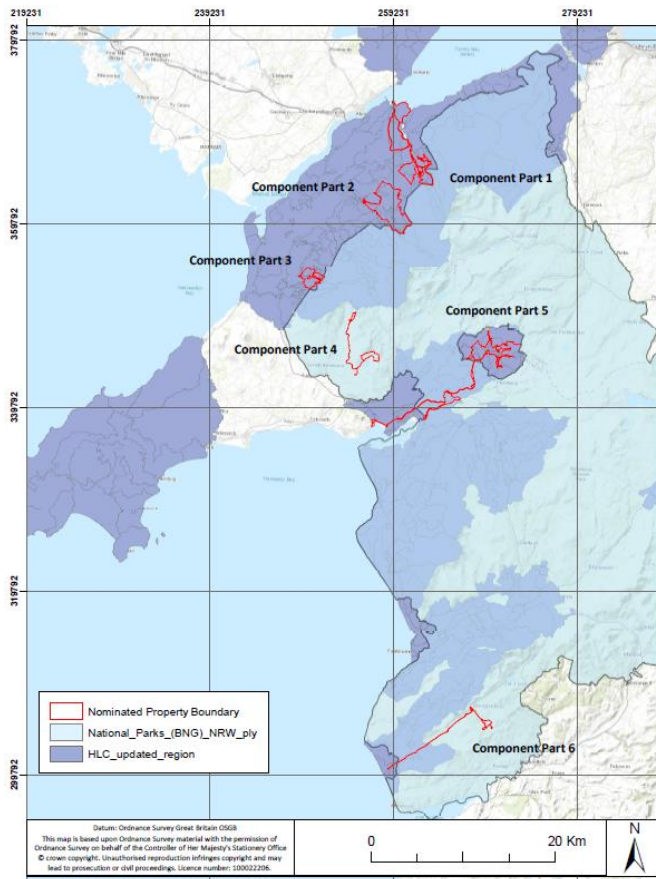 219231 239231 259231 279231
379792
359792
339792
319792
299792
Component Part 2
Component Part 1
Component Part 3
Component Part 5
Component Part 4
Component Part 6
Nominated Property Boundary
National_Parks_(BNG)_NRW_ply
HLC_updated_region
Datum: Ordnance Survey Great Britain OSGB
This map is based upon Ordnance Survey material with the permission of
Ordnance Survey on behalf of the Controller of Her Majesty's Stationery Office
© crown copyright. Unauthorised reproduction infringes copyright and may
lead to prosecution or civil proceedings. Licence number: 100022206.
0 20 Km
N